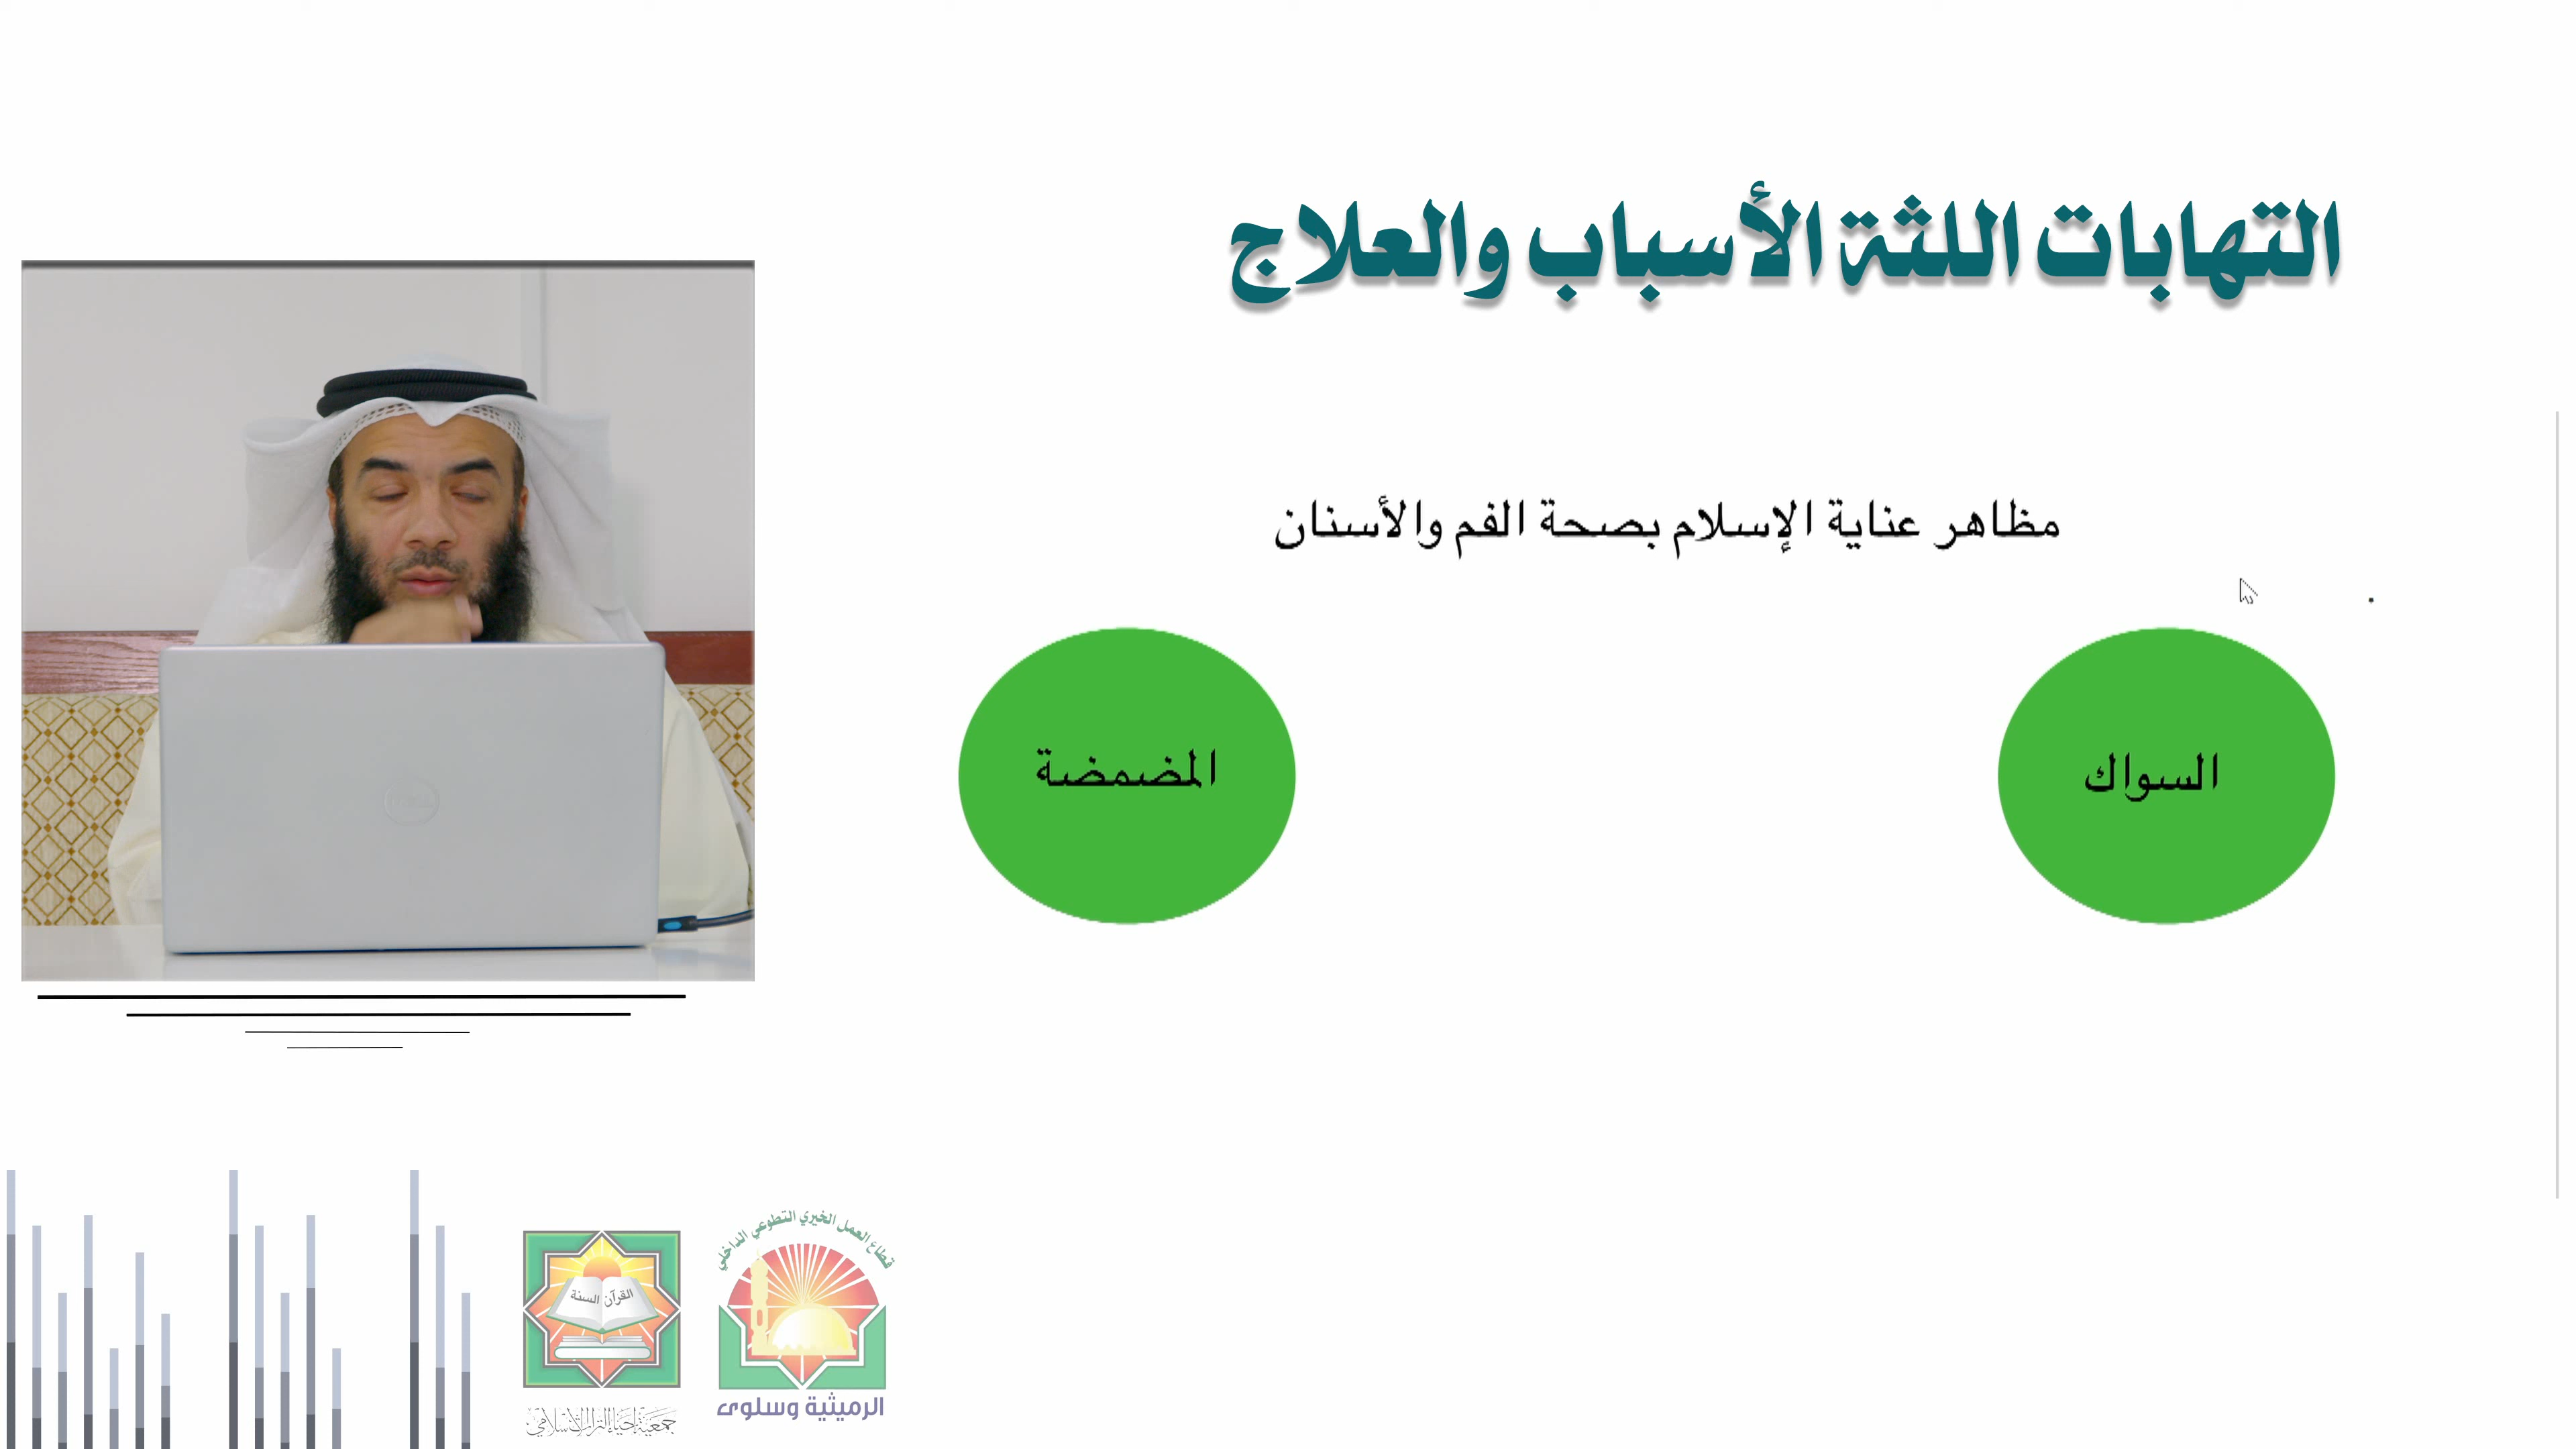 التهابات اللثة الأسباب والعلاج
مظاهر عناية الإسلام بصحة الفم والأسنان
السواك
المضمضة
قطاع العمل الخيري التطوعي الداخلي
القرآن السنة
الرميثية وسلوى
جمعية إحياء التراث الإسلامي